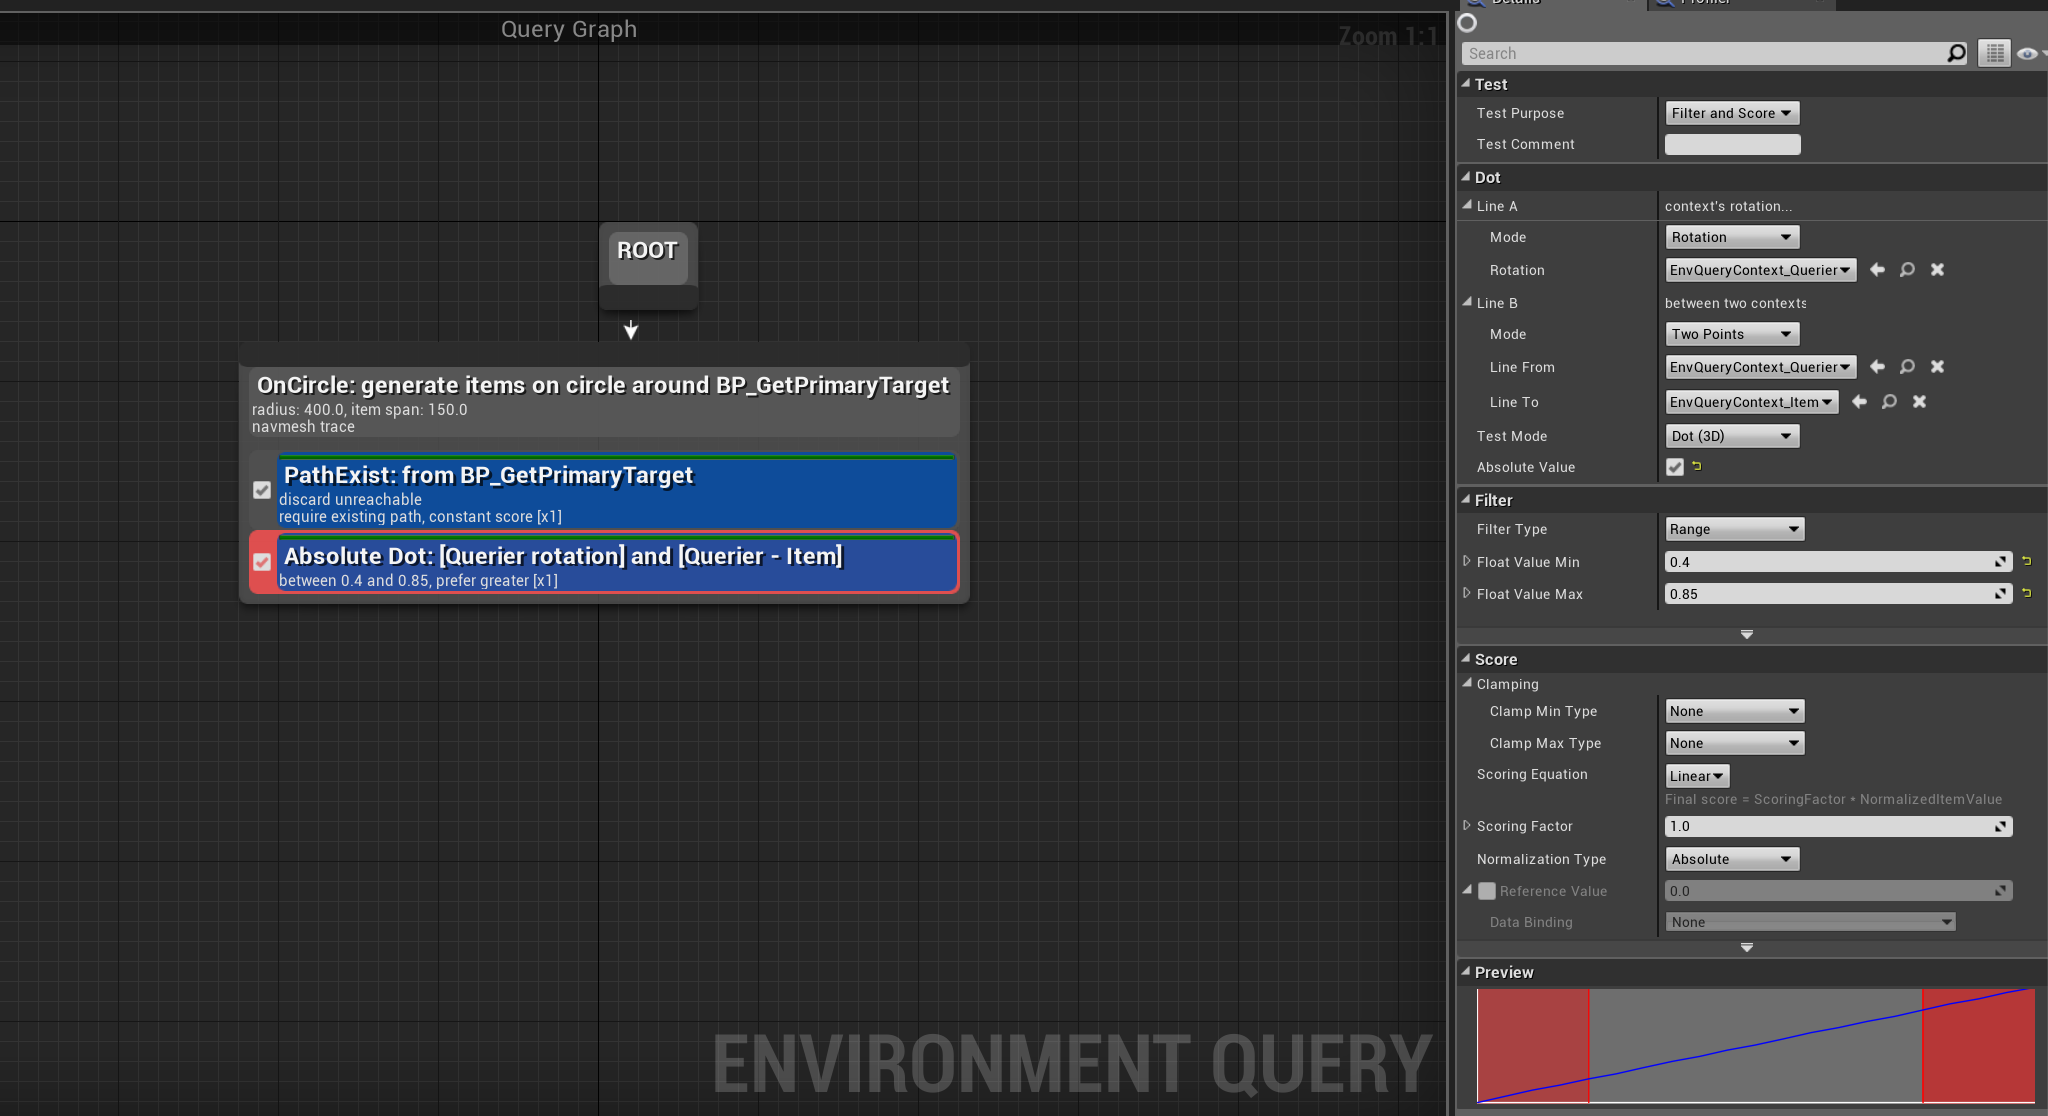 Query Graph
Zoom 1:1
ROOT
OnCircle: generate items on circle around BP_GetPrimaryTarget
radius: 400.0, item span: 150.0
navmesh trace
PathExist: from BP_GetPrimaryTarget
discard unreachable
require existing path, constant score [x1]
Absolute Dot: [Querier rotation] and [Querier - Item]
between 0.4 and 0.85, prefer greater [x1]
ENVIRONMENT QUERY
Details
Profiler
Search
Test
Test Purpose
Filter and Score
Test Comment
Dot
Line A
context's rotation...
Mode
Rotation
Rotation
EnvQueryContext_Querier
Line B
between two contexts
Mode
Two Points
Line From
EnvQueryContext_Querier
Line To
EnvQueryContext_Item
Test Mode
Dot (3D)
Absolute Value
Filter
Filter Type
Range
Float Value Min
0.4
Float Value Max
0.85
Score
Clamping
Clamp Min Type
None
Clamp Max Type
None
Scoring Equation
Linear
Final score = ScoringFactor * NormalizedItemValue
Scoring Factor
1.0
Normalization Type
Absolute
Reference Value
0.0
Data Binding
None
Preview